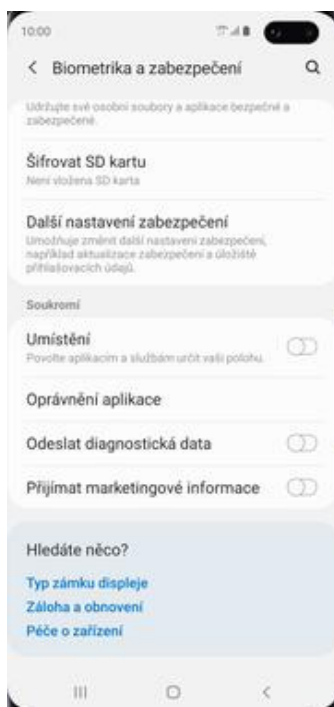 10:00
Biometrika a zabezpečení
Udržujte své osobní soubory a aplikace bezpečné a
zabezpečené.
Šifrovat SD kartu
Není vložena SD karta
Další nastavení zabezpečení
Umožňuje změnit další nastavení zabezpečení,
například aktualizace zabezpečení a úložiště
přihlašovacích údajů.
Soukromí
Umístění
Povolte aplikacím a službám určit vaši polohu.
Oprávnění aplikace
Odeslat diagnostická data
Přijímat marketingové informace
Hledáte něco?
Typ zámku displeje
Záloha a obnovení
Péče o zařízení